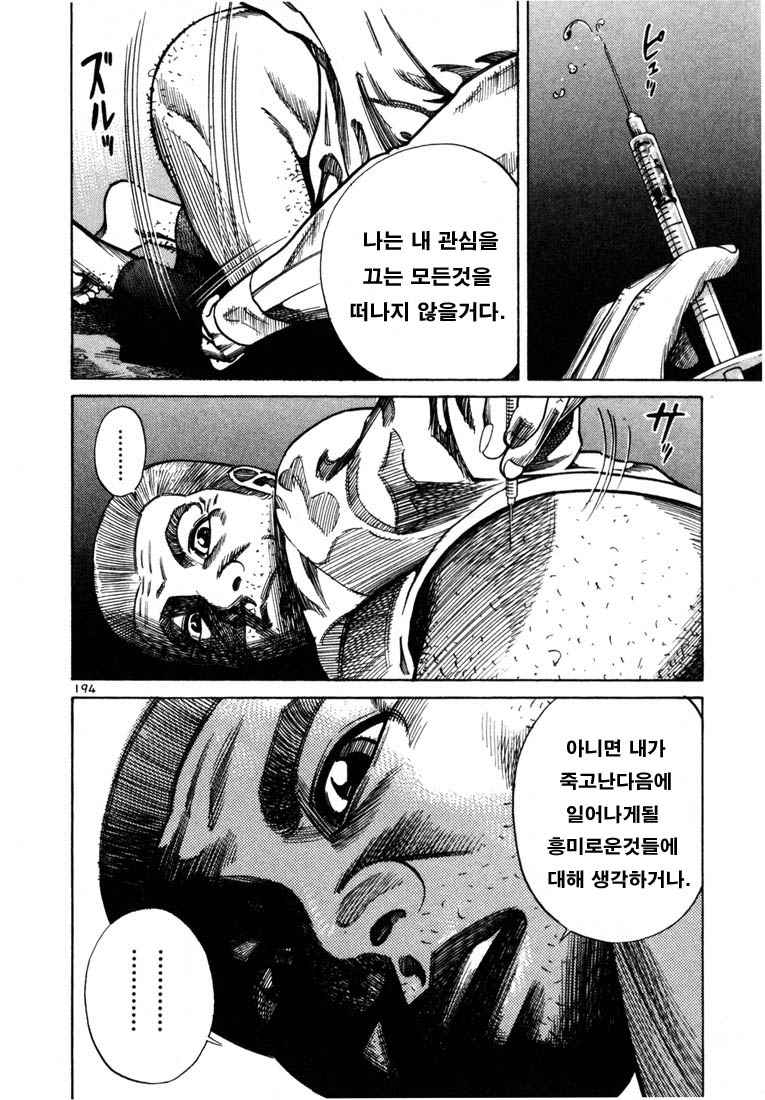 ズルッ
ピュッ
나는 내 관심을
끄는 모든것을
떠나지 않을거다.
………
サッ
194
아니면 내가
죽고난다음에
일어나게될
흥미로운것들에
대해 생각하거나.
…………
…………